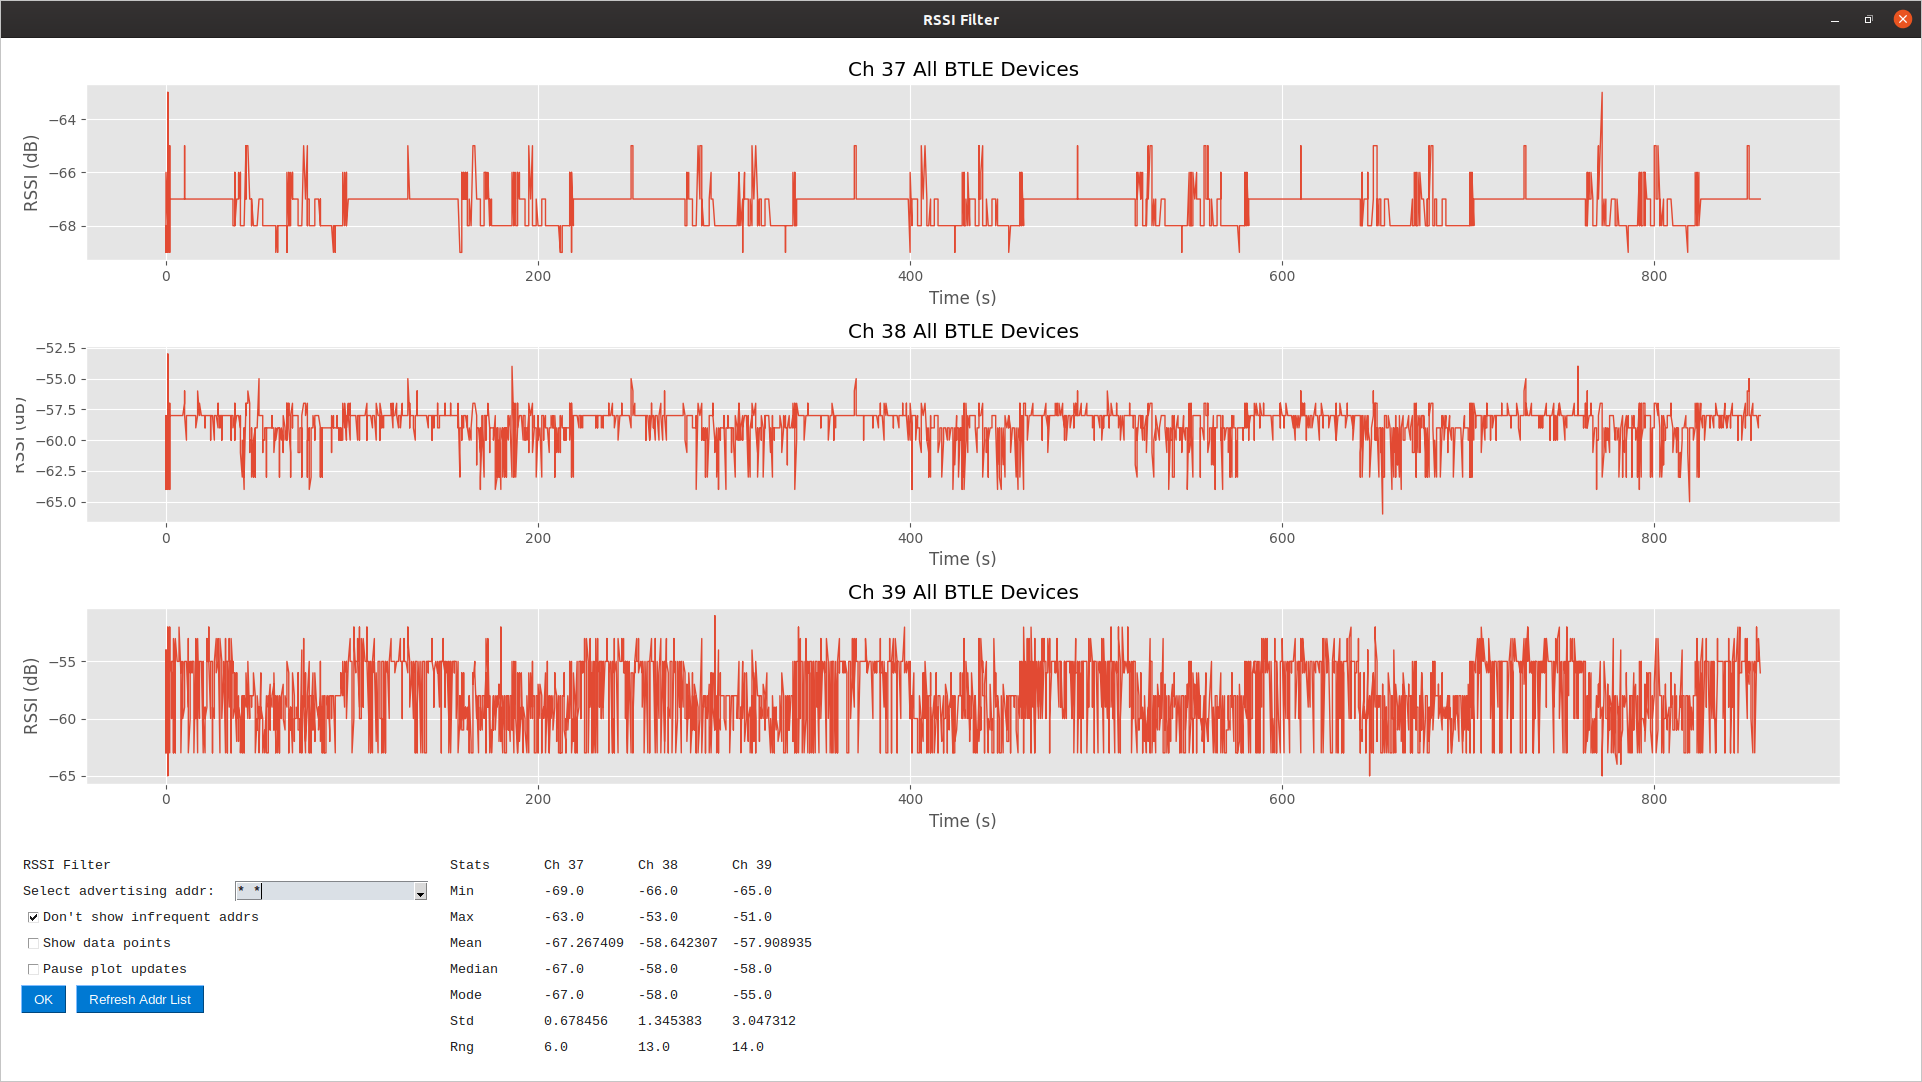 RSSI Filter
Ch 37 All BTLE Devices
−64
−66
−68
RSSI (dB)
0 200 400 600 800
Time (s)
Ch 38 All BTLE Devices
−52.5
−55.0
−57.5
−60.0
−62.5
−65.0
RSSI (dB)
0 200 400 600 800
Time (s)
Ch 39 All BTLE Devices
−55
−60
−65
RSSI (dB)
0 200 400 600 800
Time (s)
RSSI Filter Stats Ch 37 Ch 38 Ch 39
Select advertising addr: * * Min -69.0 -66.0 -65.0
Don't show infrequent addrs Max -63.0 -53.0 -51.0
Show data points Mean -67.267409 -58.642307 -57.908935
Pause plot updates Median -67.0 -58.0 -58.0
OK Refresh Addr List Mode -67.0 -58.0 -55.0
Std 0.678456 1.345383 3.047312
Rng 6.0 13.0 14.0